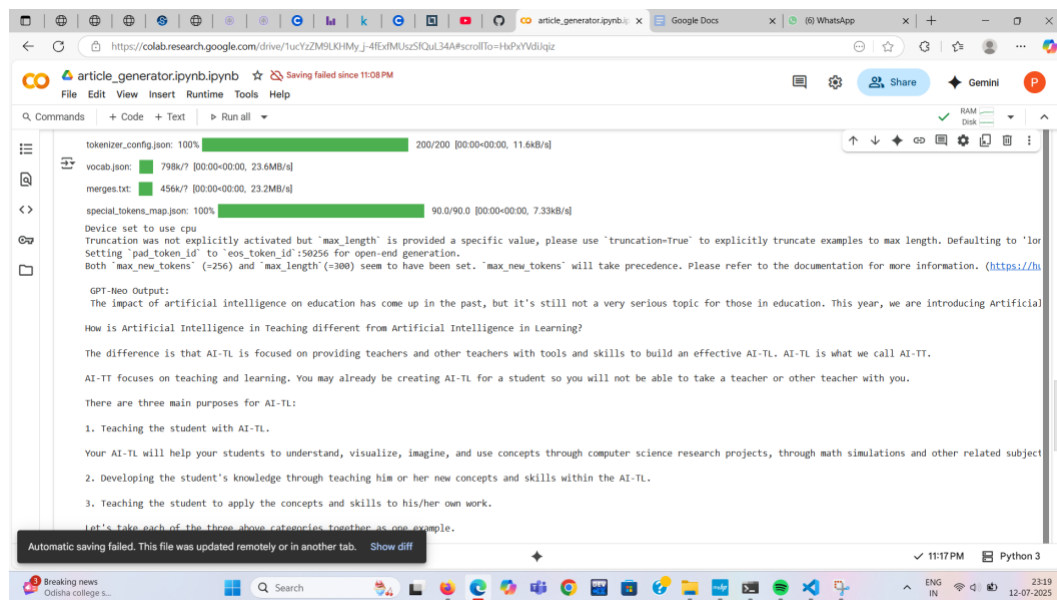 article_generator.ipynb.ip
Google Docs
(6) WhatsApp
https://colab.research.google.com/drive/1ucYzZM9LKHMy_j-4fExfMUszSfQuL34A#scrollTo=HxPxYVdiJqiz
article_generator.ipynb.ipynb
Saving failed since 11:08 PM
File Edit View Insert Runtime Tools Help
Share
Gemini
P
Commands + Code + Text Run all
RAM
Disk
tokenizer_config.json: 100% 200/200 [00:00<00:00, 11.6kB/s]
vocab.json: 798k/? [00:00<00:00, 23.6MB/s]
merges.txt: 456k/? [00:00<00:00, 23.2MB/s]
special_tokens_map.json: 100% 90.0/90.0 [00:00<00:00, 7.33kB/s]
Device set to use cpu
Truncation was not explicitly activated but `max_length` is provided a specific value, please use `truncation=True` to explicitly truncate examples to max length. Defaulting to 'lon
Setting `pad_token_id` to `eos_token_id`:50256 for open-end generation.
Both `max_new_tokens` (=256) and `max_length`(=300) seem to have been set. `max_new_tokens` will take precedence. Please refer to the documentation for more information. (https://hu
GPT-Neo Output:
The impact of artificial intelligence on education has come up in the past, but it's still not a very serious topic for those in education. This year, we are introducing Artificial
How is Artificial Intelligence in Teaching different from Artificial Intelligence in Learning?
The difference is that AI-TL is focused on providing teachers and other teachers with tools and skills to build an effective AI-TL. AI-TL is what we call AI-TT.
AI-TT focuses on teaching and learning. You may already be creating AI-TL for a student so you will not be able to take a teacher or other teacher with you.
There are three main purposes for AI-TL:
1. Teaching the student with AI-TL.
Your AI-TL will help your students to understand, visualize, imagine, and use concepts through computer science research projects, through math simulations and other related subject
2. Developing the student's knowledge through teaching him or her new concepts and skills within the AI-TL.
3. Teaching the student to apply the concepts and skills to his/her own work.
Let's take each of the three above categories together as one example.
Automatic saving failed. This file was updated remotely or in another tab. Show diff
11:17 PM Python 3
3
Breaking news
Odisha college s...
Search
ENG
IN
23:19
12-07-2025